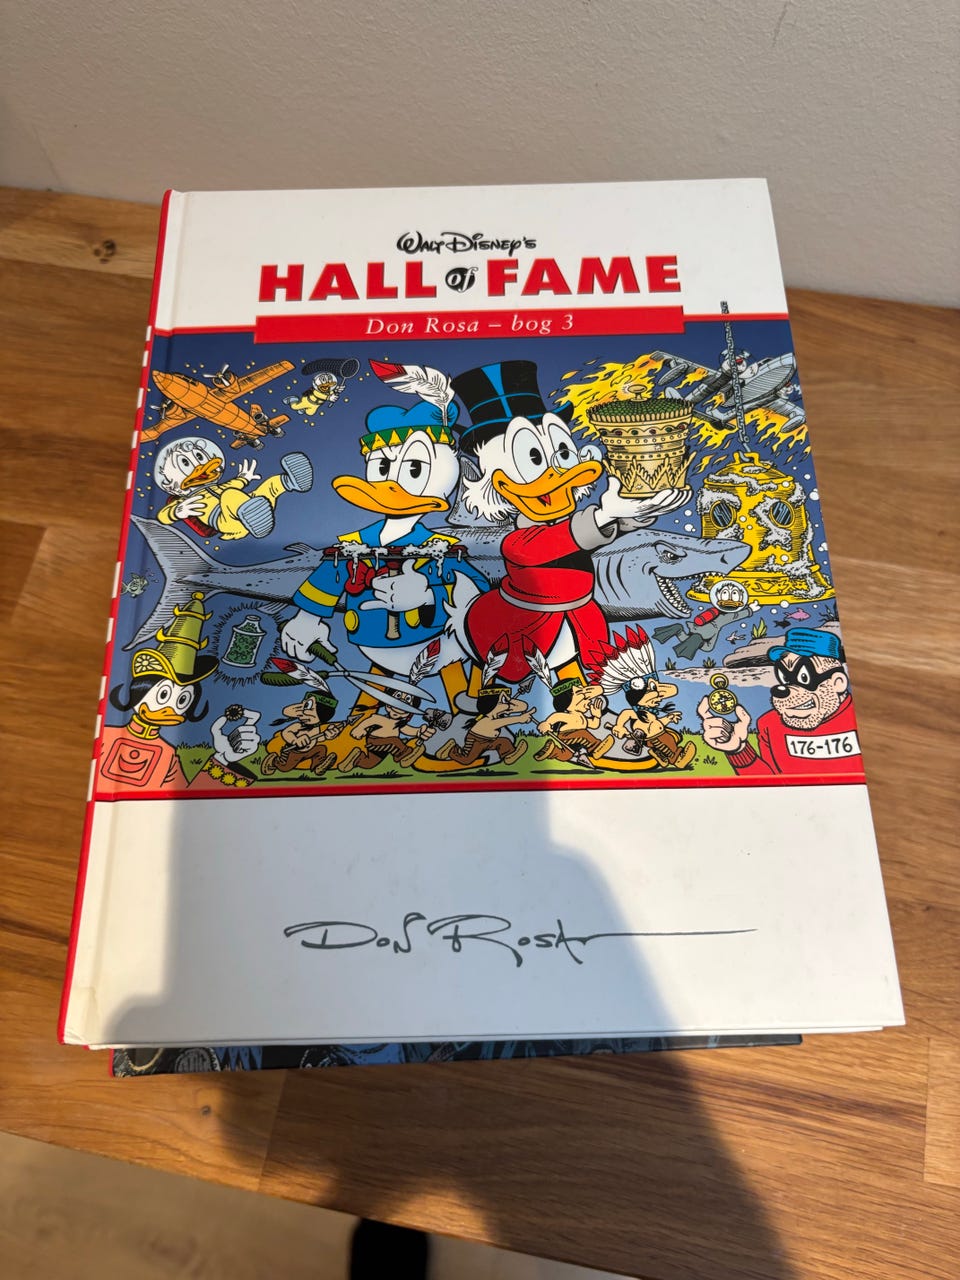 Walt Disney's
HALL of FAME
Don Rosa – bog 3
176-176
Don Rosa